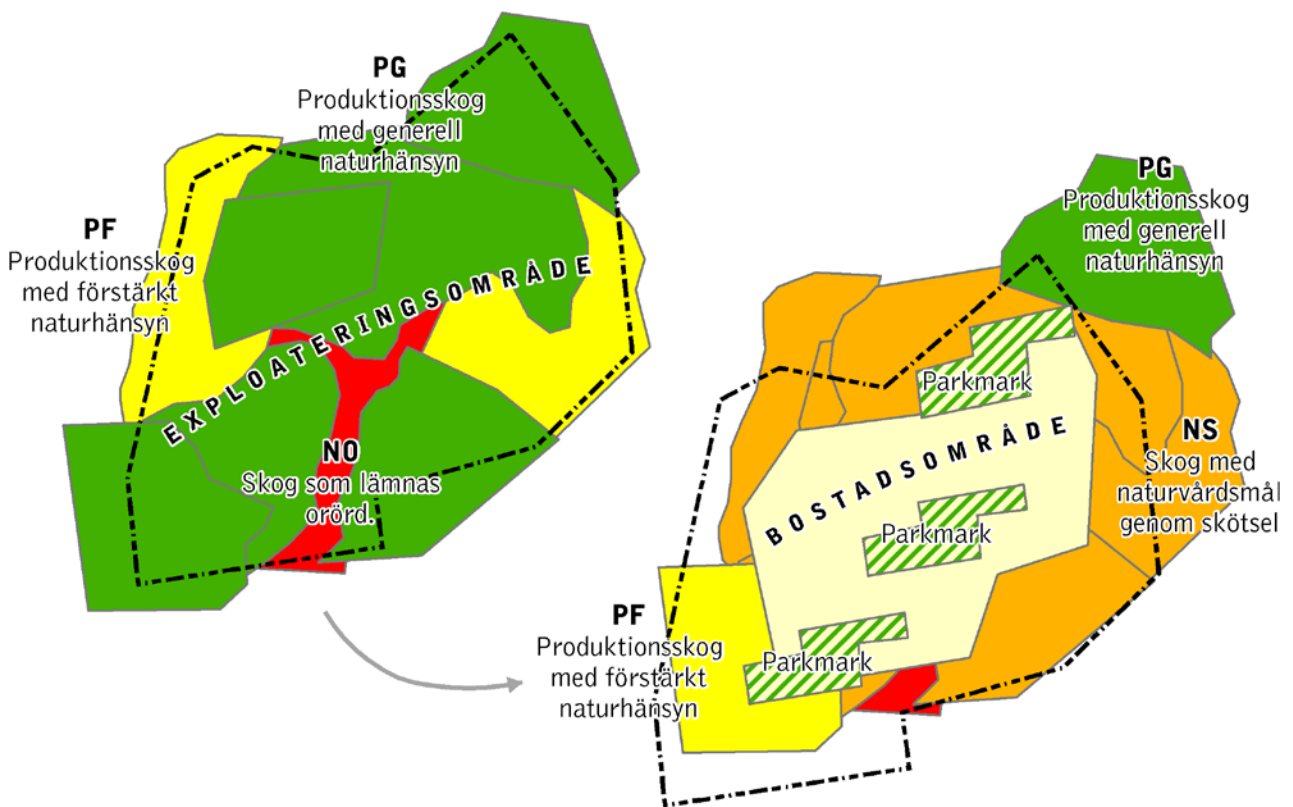 PG
Produktionsskog
med generell
naturhänsyn
PF
Produktionsskog
med förstärkt
naturhänsyn
EXPLOATERINGSOMRÅDE
NO
Skog som lämnas
orörd.
PG
Produktionsskog
med generell
naturhänsyn
Parkmark
BOSTADSOMRÅDE
NS
Skog med
naturvårdsmål
genom skötsel
Parkmark
PF
Produktionsskog
med förstärkt
naturhänsyn
Parkmark